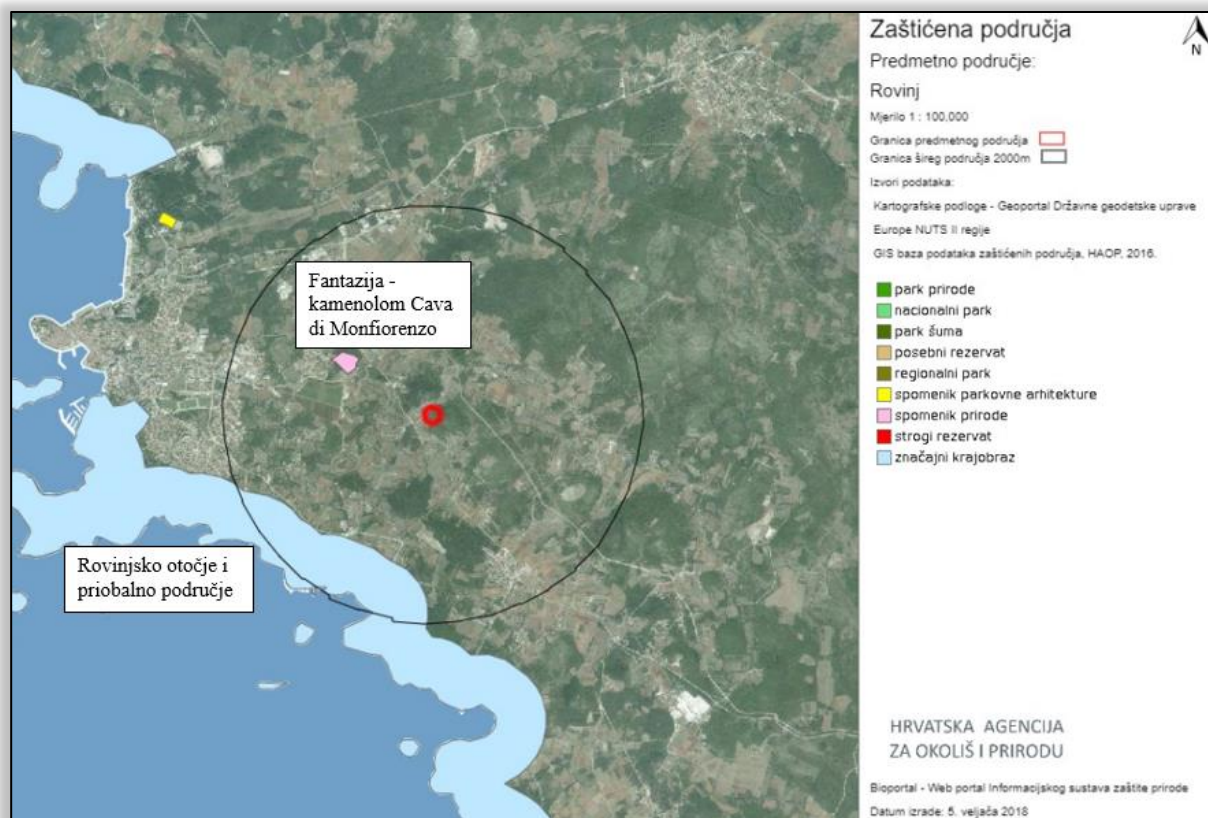 Zaštićena područja
Predmetno područje:
Rovinj
Mjerilo 1 : 100.000
Granica predmetnog područja
Granica šireg područja 2000m
Izvori podataka:
Kartografske podloge - Geoportal Državne geodetske uprave
Europe NUTS II regije
GIS baza podataka zaštićenih područja, HAOP, 2016.
park prirode
nacionalni park
park šuma
posebni rezervat
regionalni park
spomenik parkovne arhitekture
spomenik prirode
strogi rezervat
značajni krajobraz
N
Fantazija -
kamenolom Cava
di Monfiorenzo
Rovinjsko otočje i
priobalno područje
HRVATSKA AGENCIJA
ZA OKOLIŠ I PRIRODU
Bioportal - Web portal Informacijskog sustava zaštite prirode
Datum izrade: 5. veljača 2018